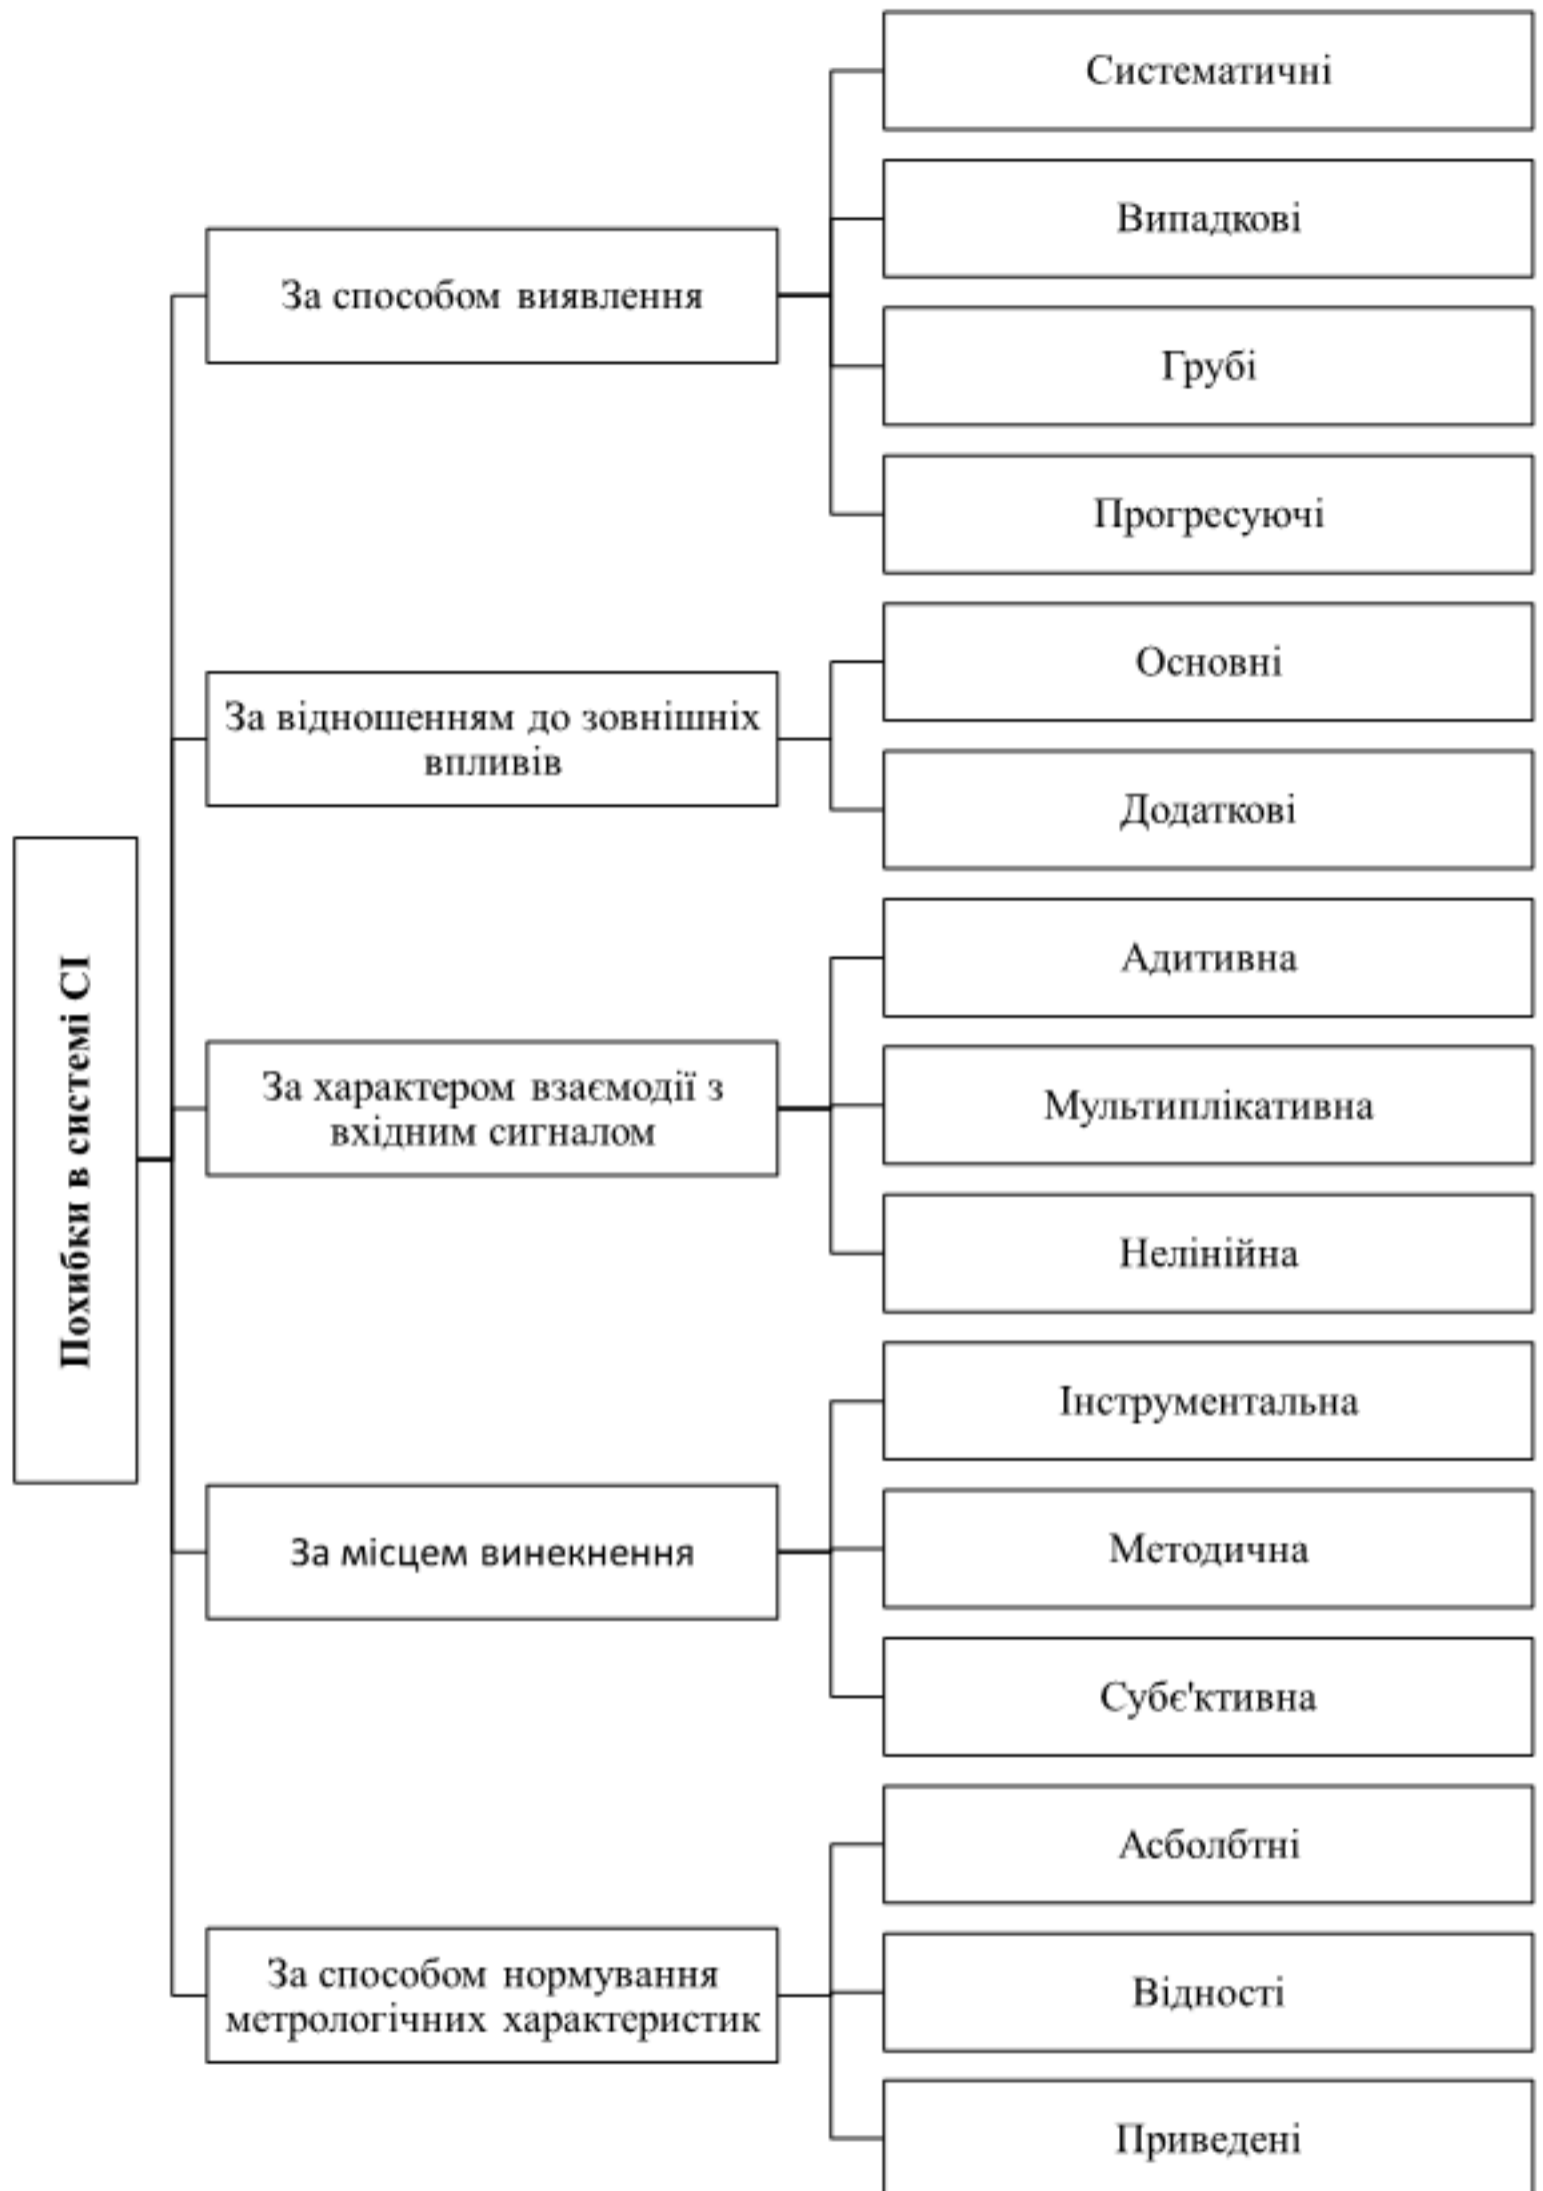 Похибки в системі СІ
За способом виявлення
Систематичні
Випадкові
Грубі
Прогресуючі
За відношенням до зовнішніх
впливів
Основні
Додаткові
За характером взаємодії з
вхідним сигналом
Адитивна
Мультиплікативна
Нелінійна
За місцем винекнення
Інструментальна
Методична
Субє'ктивна
За способом нормування
метрологічних характеристик
Асболбтні
Відності
Приведені